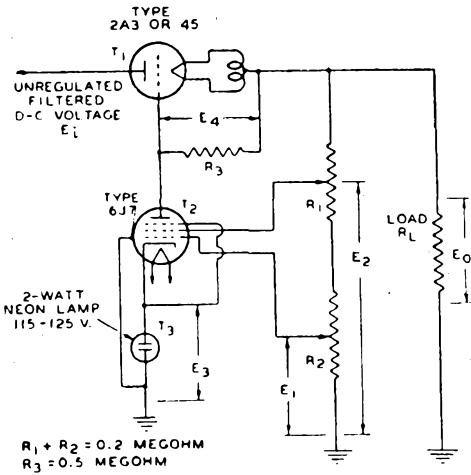 TYPE
2A3 OR 45
T1
UNREGULATED
FILTERED
D-C VOLTAGE
Ei
E4
R3
TYPE
6J7
T2
R1
E2
LOAD
RL
E0
2-WATT
NEON LAMP
115-125 V.
T3
E3
R2
E1
R1 + R2 = 0.2 MEGOHM
R3 = 0.5 MEGOHM